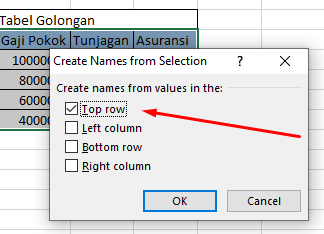 Tabel Golongan
Gaji Pokok Tunjagan Asuransi
Create Names from Selection ? ×
Create names from values in the:
Top row
Left column
Bottom row
Right column
OK Cancel